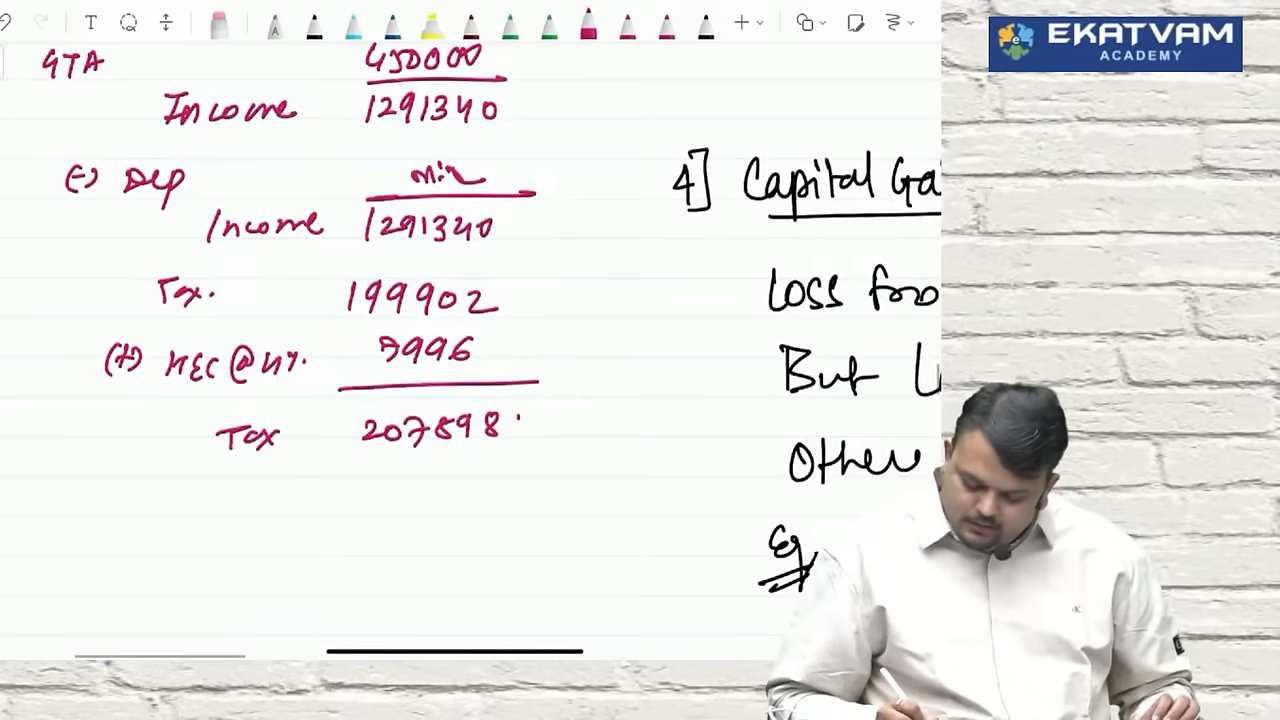 EKATVAM
ACADEMY
GTA 450000
Income 1291340
(-) Dep Nil
Income 1291340
Tax. 199902
(+) HEC @ 4%. 7996
Tax 207898
4] Capital Ga
Loss fro
But
Other
Eg